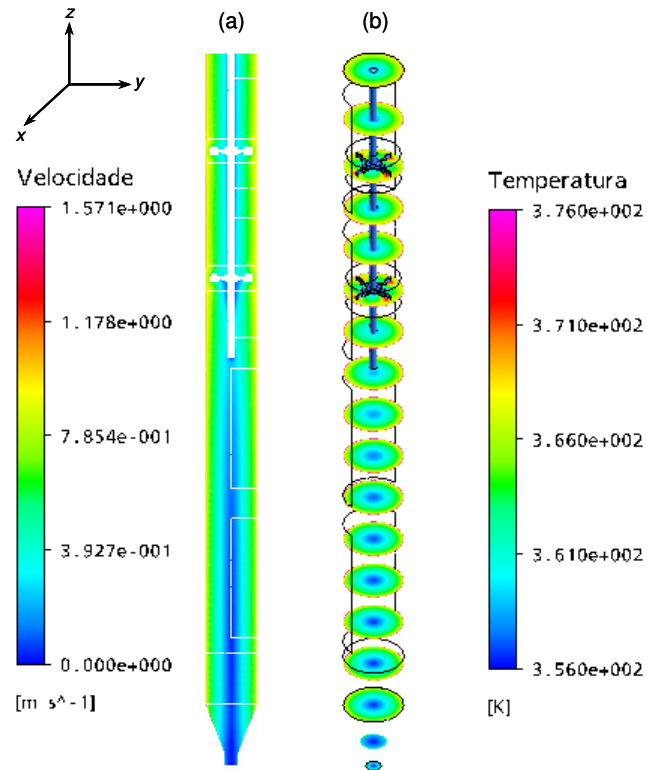 (a)
(b)
z
y
x
Velocidade
1.571e+000
1.178e+000
7.854e-001
3.927e-001
0.000e+000
[m s^-1]
Temperatura
3.760e+002
3.710e+002
3.660e+002
3.610e+002
3.560e+002
[K]